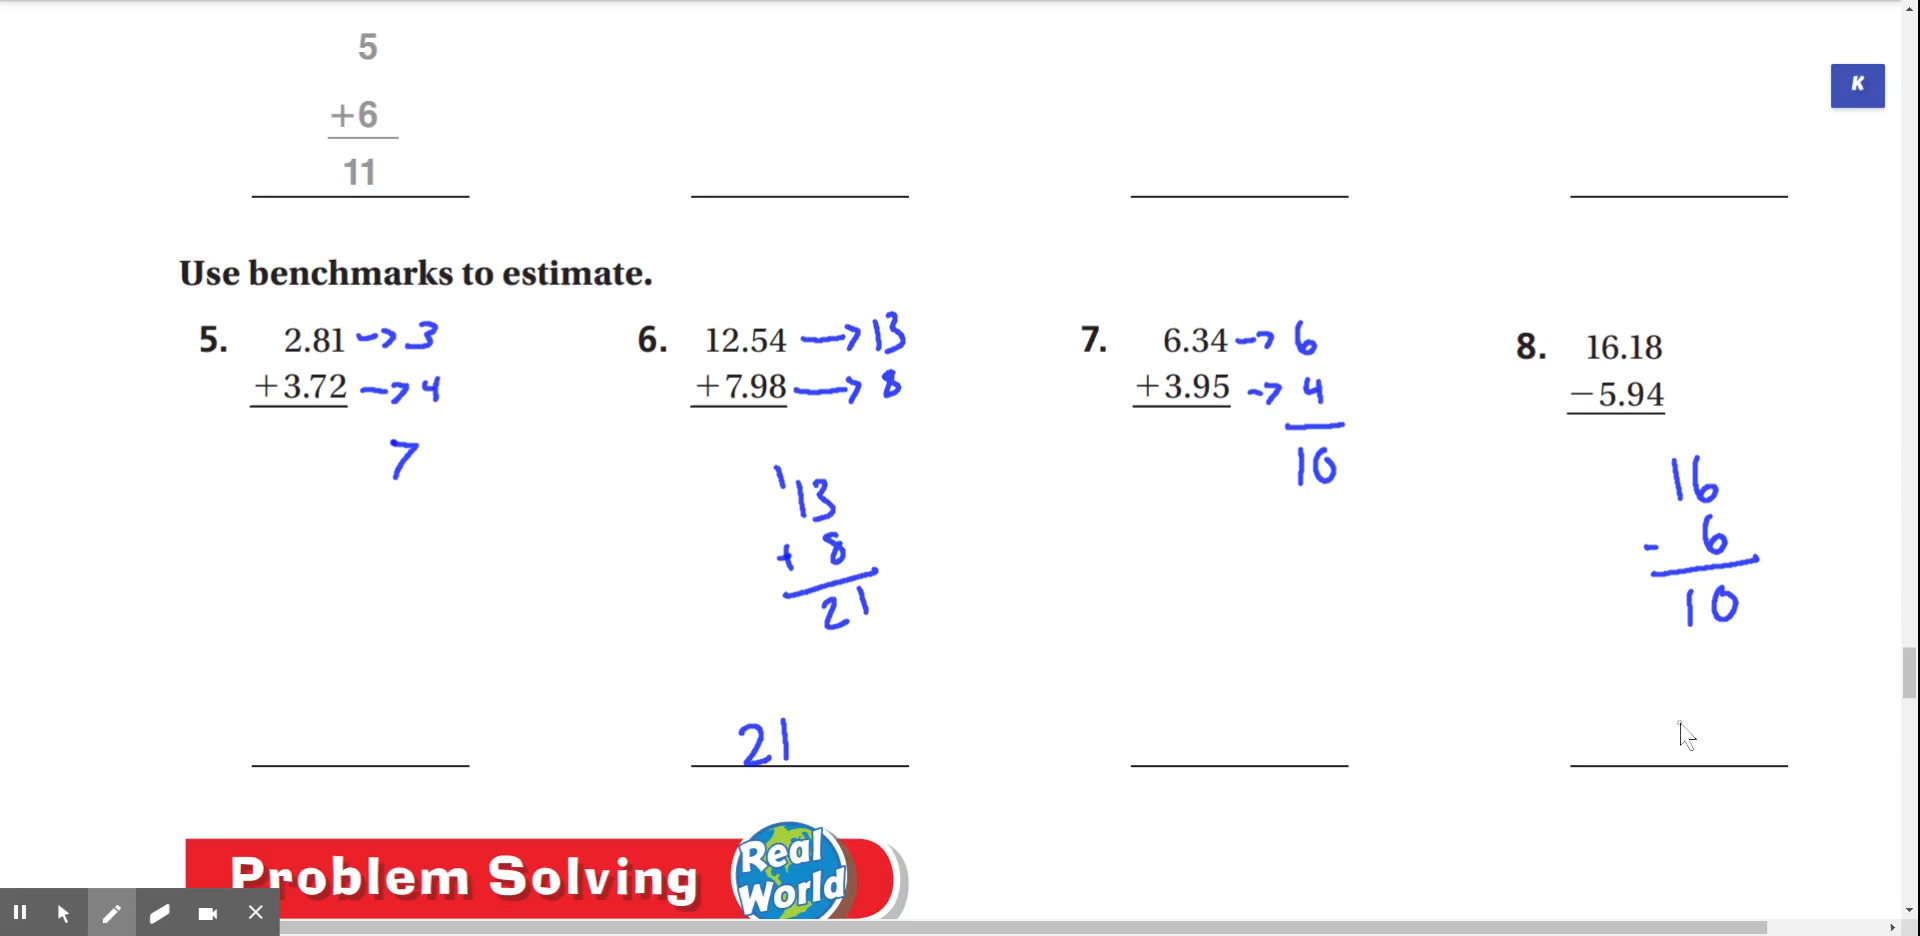 5
+6
11
K
Use benchmarks to estimate.
5. 2.81 -> 3
+3.72 -> 4
7
6. 12.54 -> 13
+7.98 -> 8
1
13
+ 8
21
21
7. 6.34 -> 6
+3.95 -> 4
10
8. 16.18
−5.94
16
- 6
10
Problem Solving
Real
World